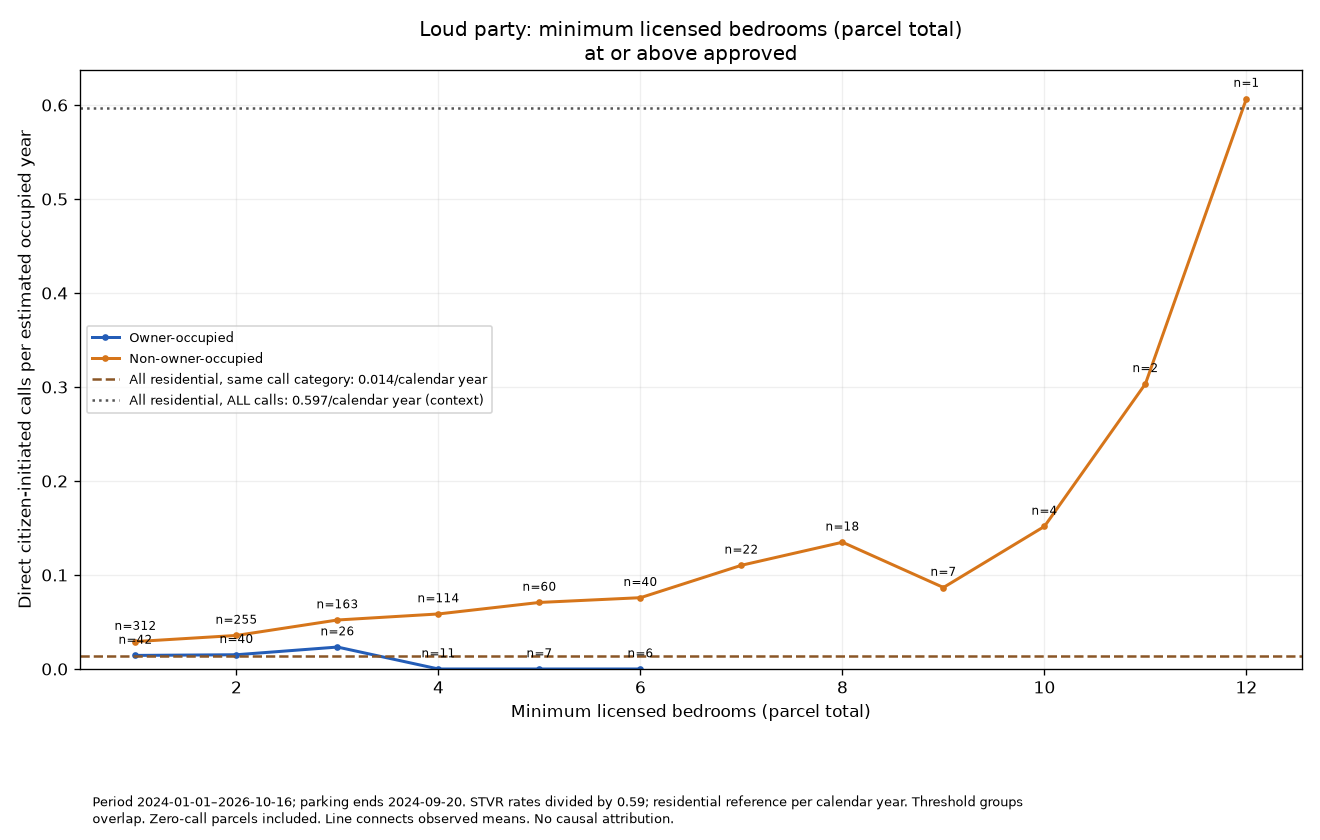 Loud party: minimum licensed bedrooms (parcel total)
at or above approved
Direct citizen-initiated calls per estimated occupied year
0.6
0.5
0.4
0.3
0.2
0.1
0.0
n=1
n=2
n=4
n=7
n=18
n=22
n=40
n=60
n=114
n=163
n=255
n=312
n=42
n=40
n=26
n=11
n=7
n=6
Owner-occupied
Non-owner-occupied
All residential, same call category: 0.014/calendar year
All residential, ALL calls: 0.597/calendar year (context)
2 4 6 8 10 12
Minimum licensed bedrooms (parcel total)
Period 2024-01-01–2026-10-16; parking ends 2024-09-20. STVR rates divided by 0.59; residential reference per calendar year. Threshold groups
overlap. Zero-call parcels included. Line connects observed means. No causal attribution.